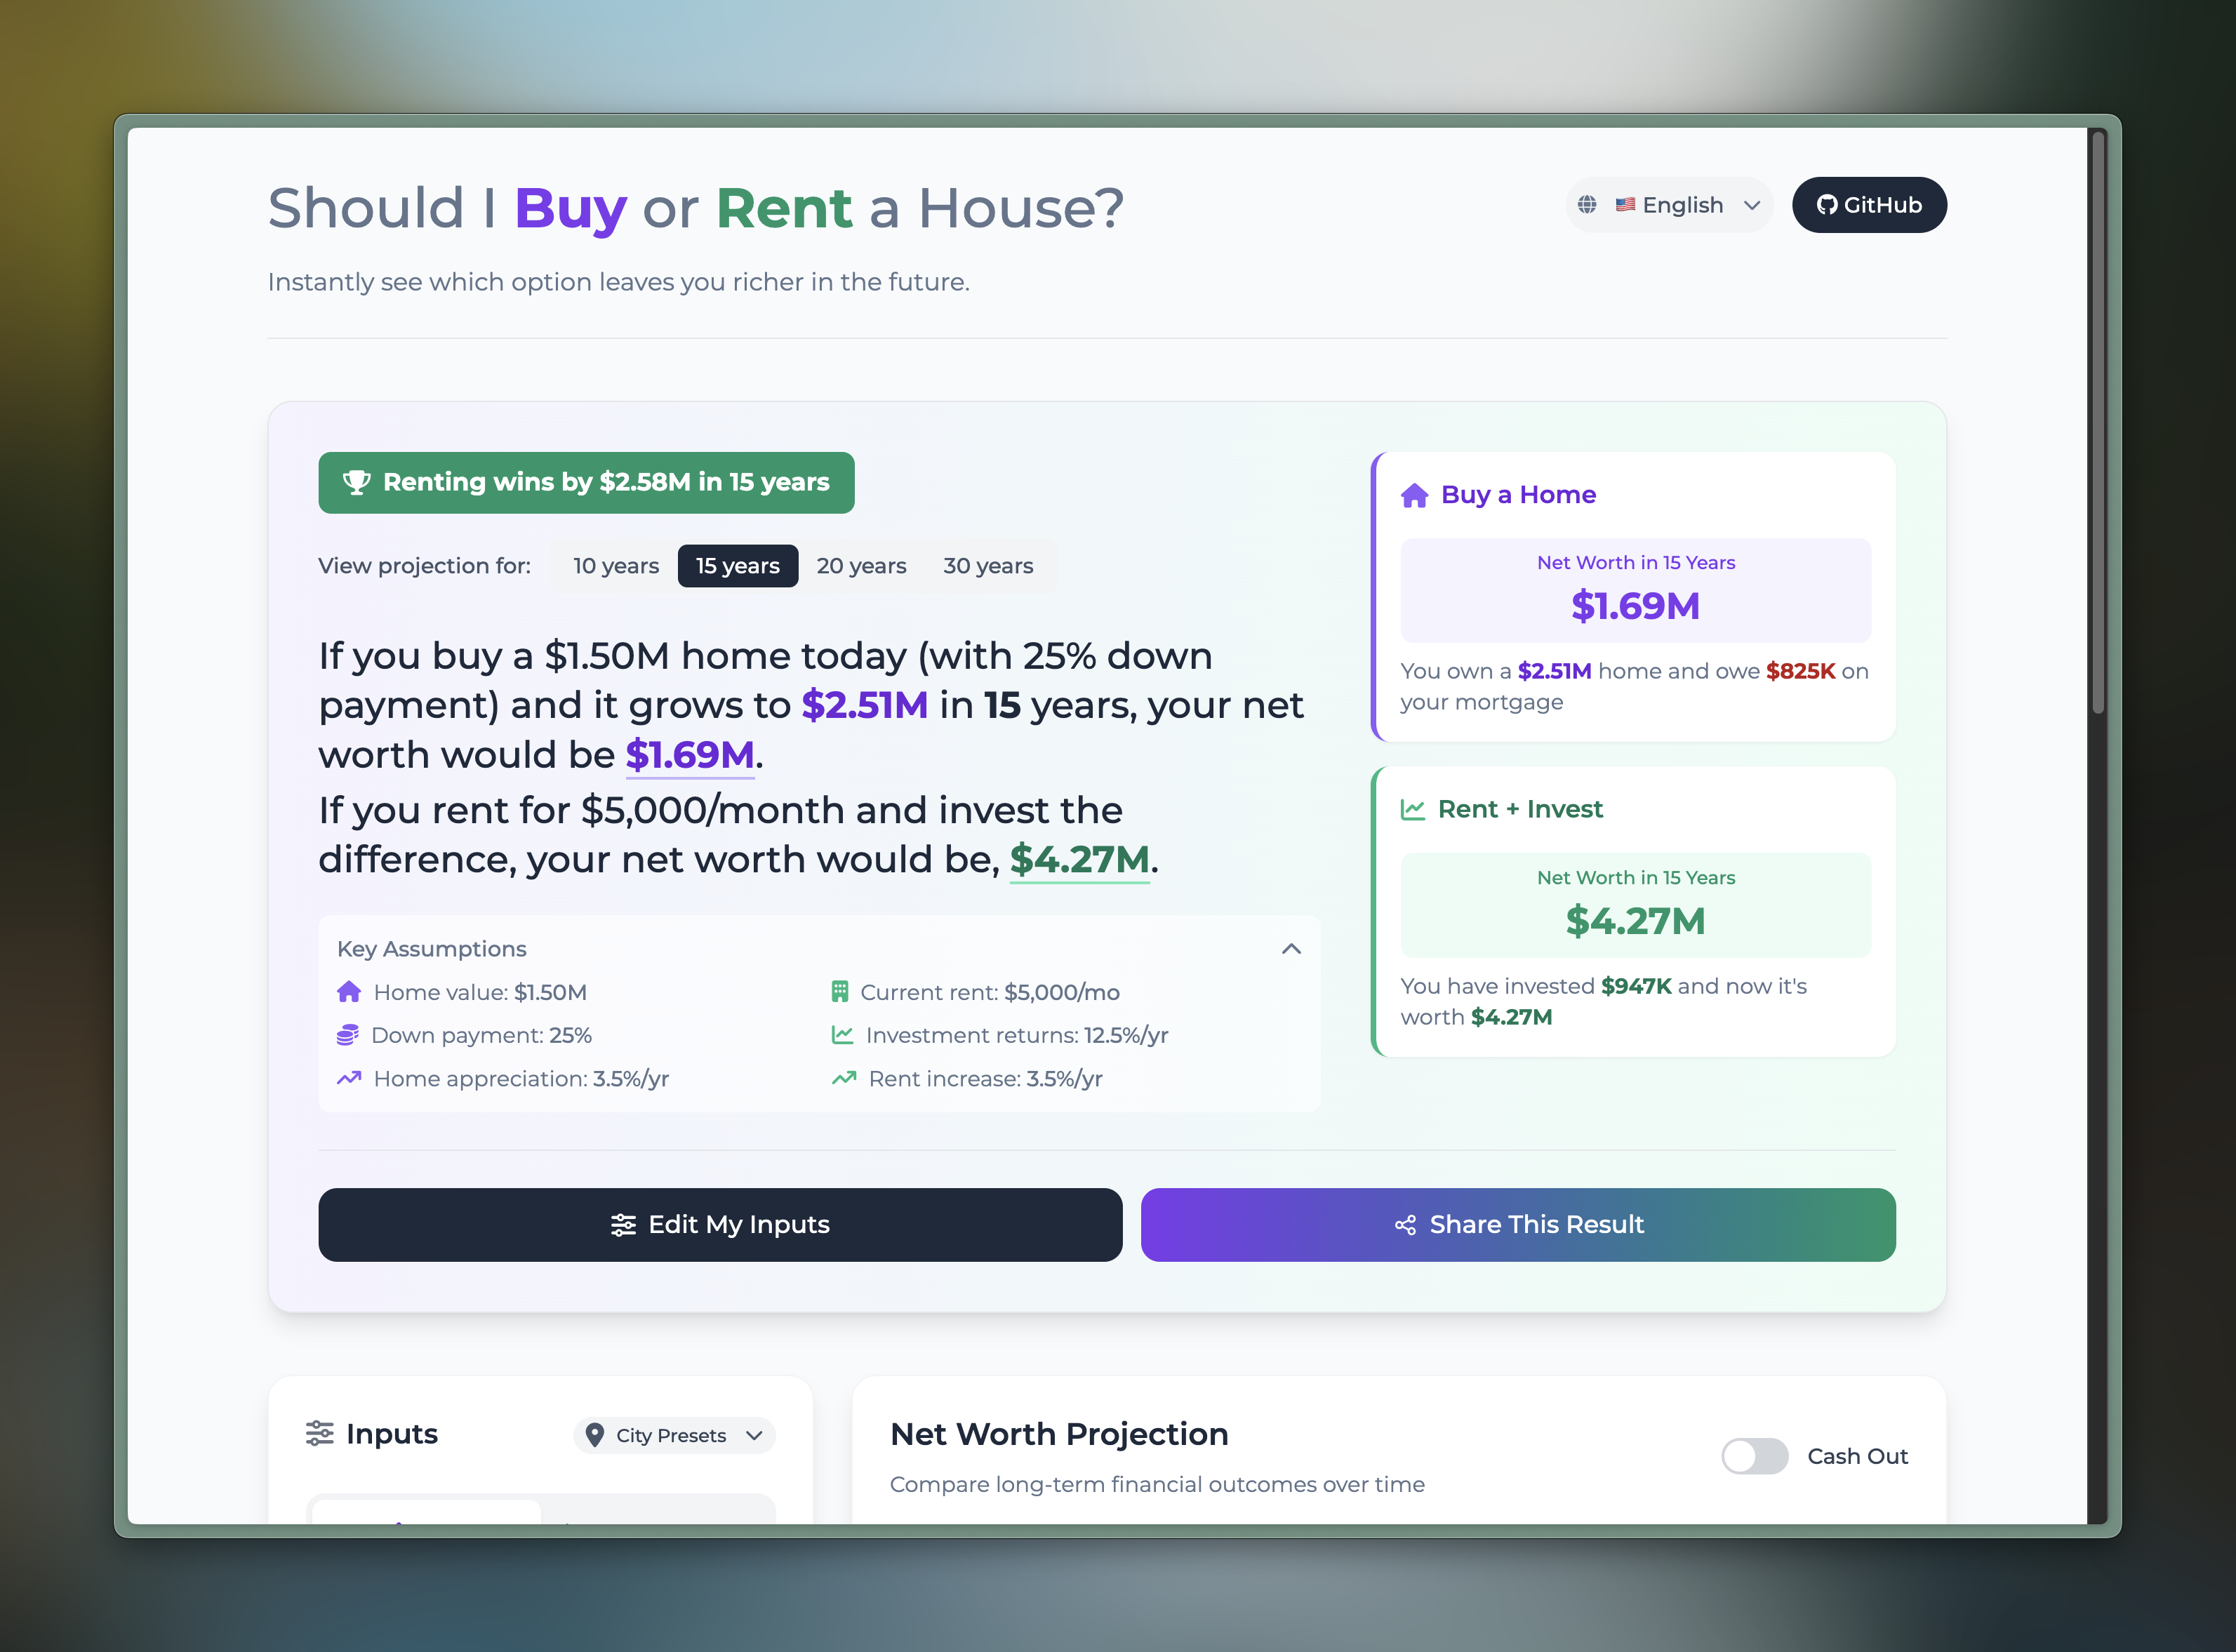 Should I Buy or Rent a House?
English
GitHub
Instantly see which option leaves you richer in the future.
Renting wins by $2.58M in 15 years
View projection for:
10 years
15 years
20 years
30 years
If you buy a $1.50M home today (with 25% down
payment) and it grows to $2.51M in 15 years, your net
worth would be $1.69M.
If you rent for $5,000/month and invest the
difference, your net worth would be, $4.27M.
Key Assumptions
Home value: $1.50M
Current rent: $5,000/mo
Down payment: 25%
Investment returns: 12.5%/yr
Home appreciation: 3.5%/yr
Rent increase: 3.5%/yr
Buy a Home
Net Worth in 15 Years
$1.69M
You own a $2.51M home and owe $825K on
your mortgage
Rent + Invest
Net Worth in 15 Years
$4.27M
You have invested $947K and now it's
worth $4.27M
Edit My Inputs
Share This Result
Inputs
City Presets
Net Worth Projection
Compare long-term financial outcomes over time
Cash Out